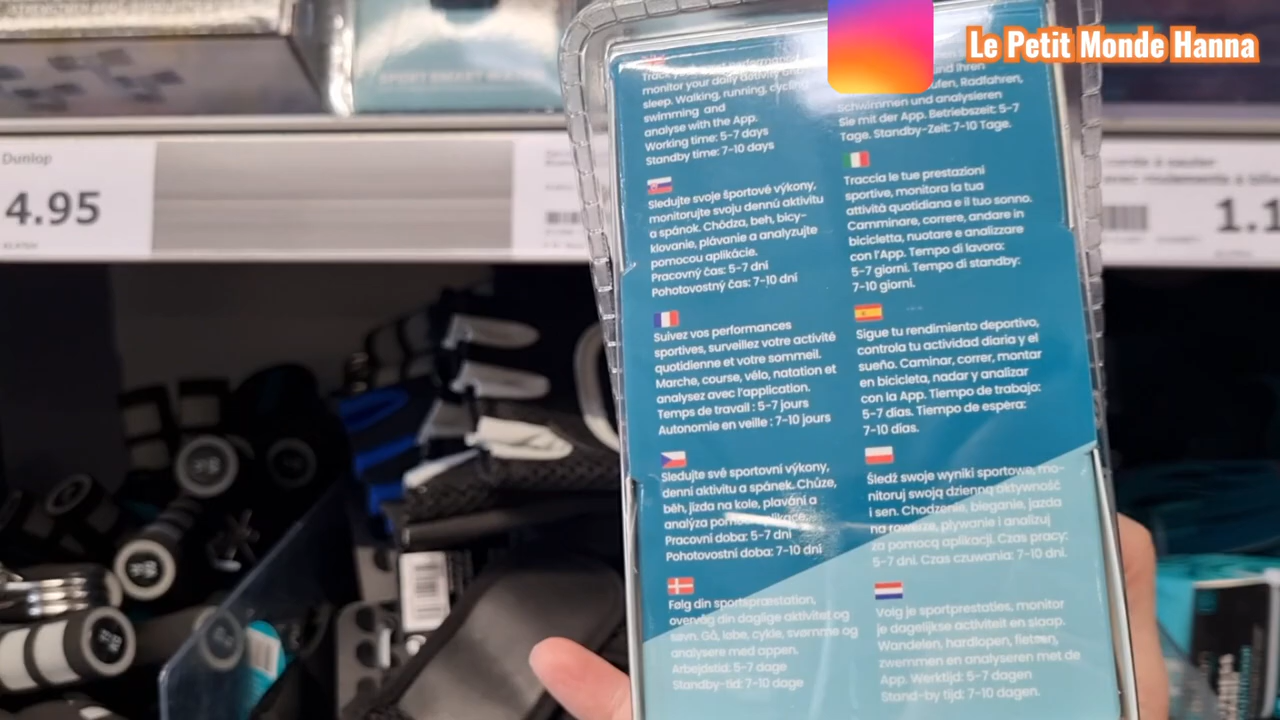 Le Petit Monde Hanna
Dunlop
4.95
1.1
monitor your daily activity
sleep. Walking, running, cycling
swimming and
analyse with the App.
Working time: 5-7 days
Standby time: 7-10 days
Sledujte svoje športové výkony,
monitorujte svoju dennú aktivitu
a spánok. Chôdza, beh, bicy-
klovanie, plávanie a analyzujte
pomocou aplikácie.
Pracovný čas: 5-7 dní
Pohotovostný čas: 7-10 dní
Suivez vos performances
sportives, surveillez votre activité
quotidienne et votre sommeil.
Marche, course, vélo, natation et
analysez avec l'application.
Temps de travail : 5-7 jours
Autonomie en veille : 7-10 jours
Sledujte své sportovní výkony,
denní aktivitu a spánek. Chůze,
běh, jízda na kole, plavání a
analýza pomocí aplikace.
Pracovní doba: 5-7 dní
Pohotovostní doba: 7-10 dní
Følg din sportspræstation,
overvåg din daglige aktivitet og
søvn. Gå, løbe, cykle, svømme og
analysere med appen.
Arbejdstid: 5-7 dage
Standby-tid: 7-10 dage
und Ihren
Radfahren,
Schwimmen und analysieren
Sie mit der App. Betriebszeit: 5-7
Tage. Standby-Zeit: 7-10 Tage.
Traccia le tue prestazioni
sportive, monitora la tua
attività quotidiana e il tuo sonno.
Camminare, correre, andare in
bicicletta, nuotare e analizzare
con l'App. Tempo di lavoro:
5-7 giorni. Tempo di standby:
7-10 giorni.
Sigue tu rendimiento deportivo,
controla tu actividad diaria y el
sueño. Caminar, correr, montar
en bicicleta, nadar y analizar
con la App. Tiempo de trabajo:
5-7 días. Tiempo de espera:
7-10 días.
Śledź swoje wyniki sportowe, mo-
nitoruj swoją dzienną aktywność
i sen. Chodzenie, bieganie, jazda
na rowerze, pływanie i analizuj
za pomocą aplikacji. Czas pracy:
5-7 dni. Czas czuwania: 7-10 dni.
Volg je sportprestaties, monitor
je dagelijkse activiteit en slaap.
Wandelen, hardlopen, fietsen,
zwemmen en analyseren met de
App. Werktijd: 5-7 dagen
Stand-by tijd: 7-10 dagen.